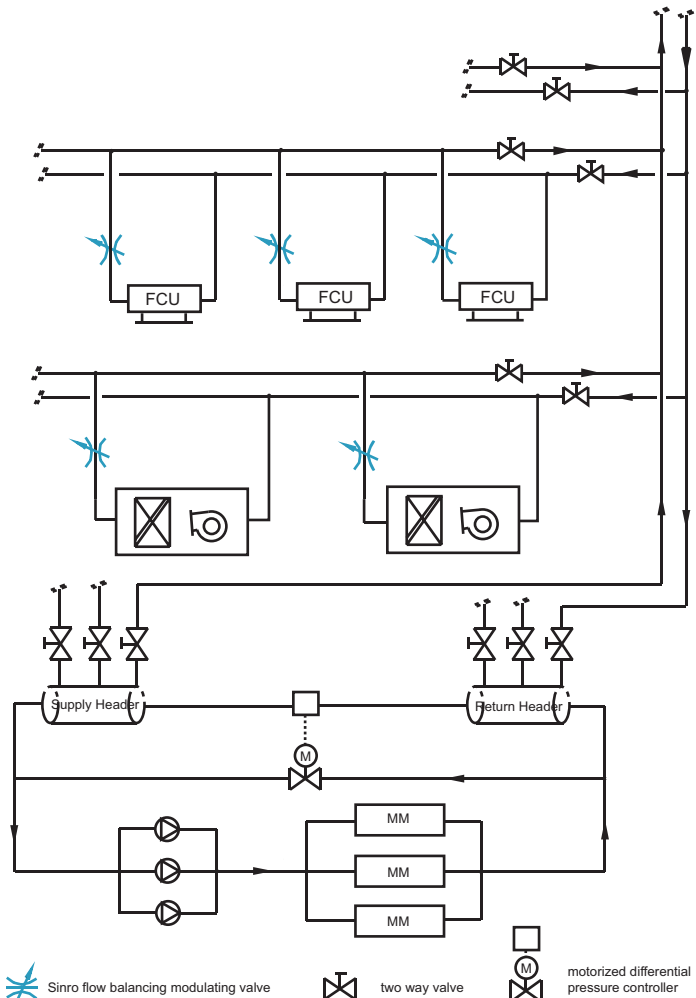 FCU
FCU
FCU
Supply Header
Return Header
M
MM
MM
MM
M
Sinro flow balancing modulating valve
two way valve
motorized differential
pressure controller